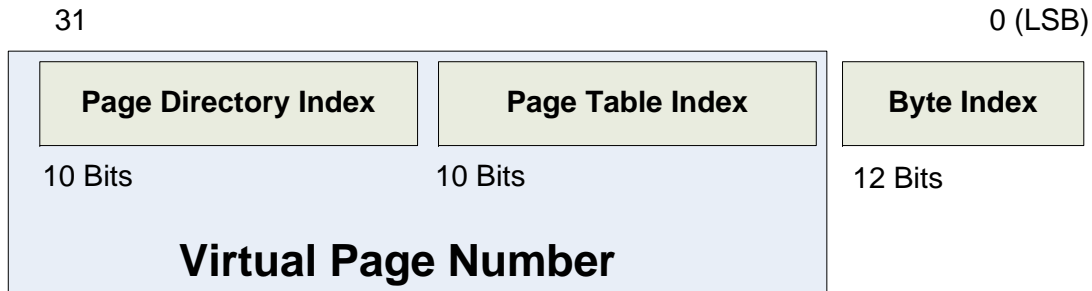 31 0 (LSB)
Page Directory Index Page Table Index Byte Index
10 Bits 10 Bits 12 Bits
Virtual Page Number